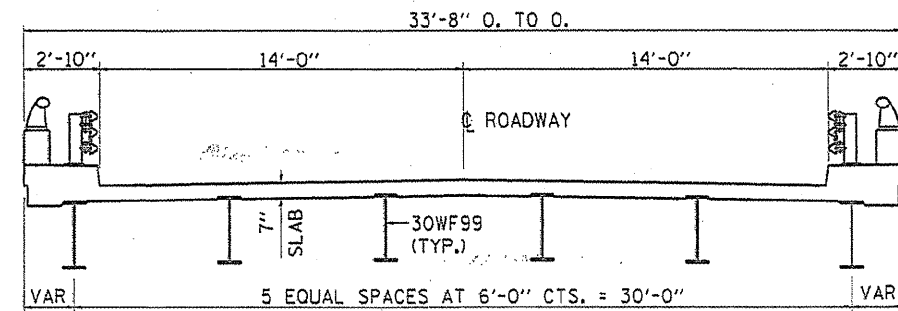 33'-8" O. TO O.
2'-10" 14'-0" 14'-0" 2'-10"
℄ ROADWAY
7" SLAB
30WF99
(TYP.)
VAR 5 EQUAL SPACES AT 6'-0" CTS. = 30'-0" VAR